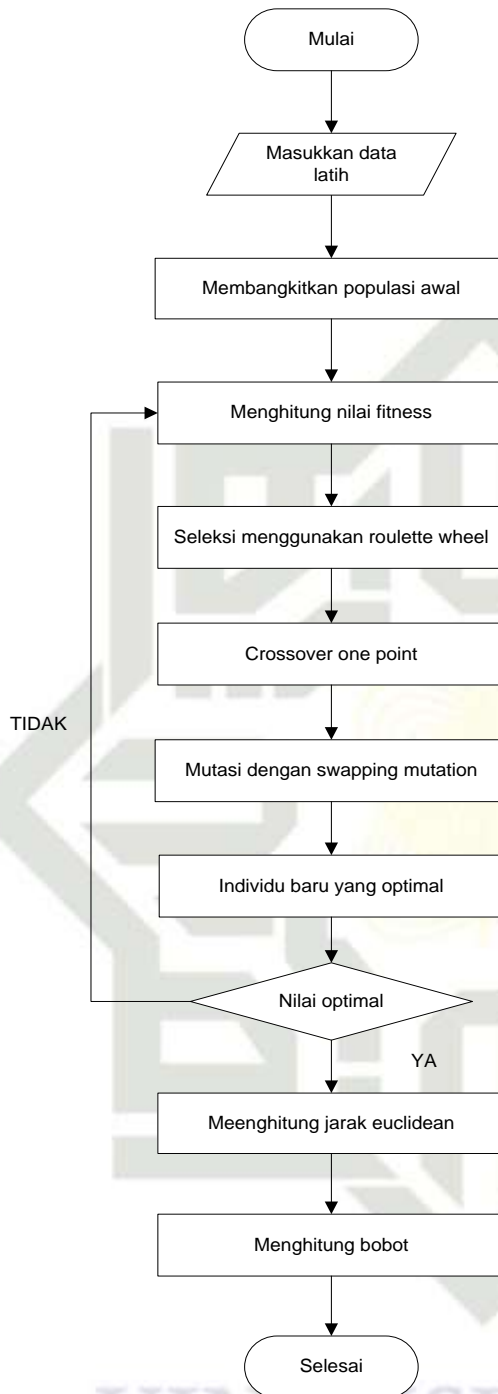 Mulai
Masukkan data
latih
Membangkitkan populasi awal
Menghitung nilai fitness
Seleksi menggunakan roulette wheel
Crossover one point
TIDAK
Mutasi dengan swapping mutation
Individu baru yang optimal
Nilai optimal
YA
Meenghitung jarak euclidean
Menghitung bobot
Selesai